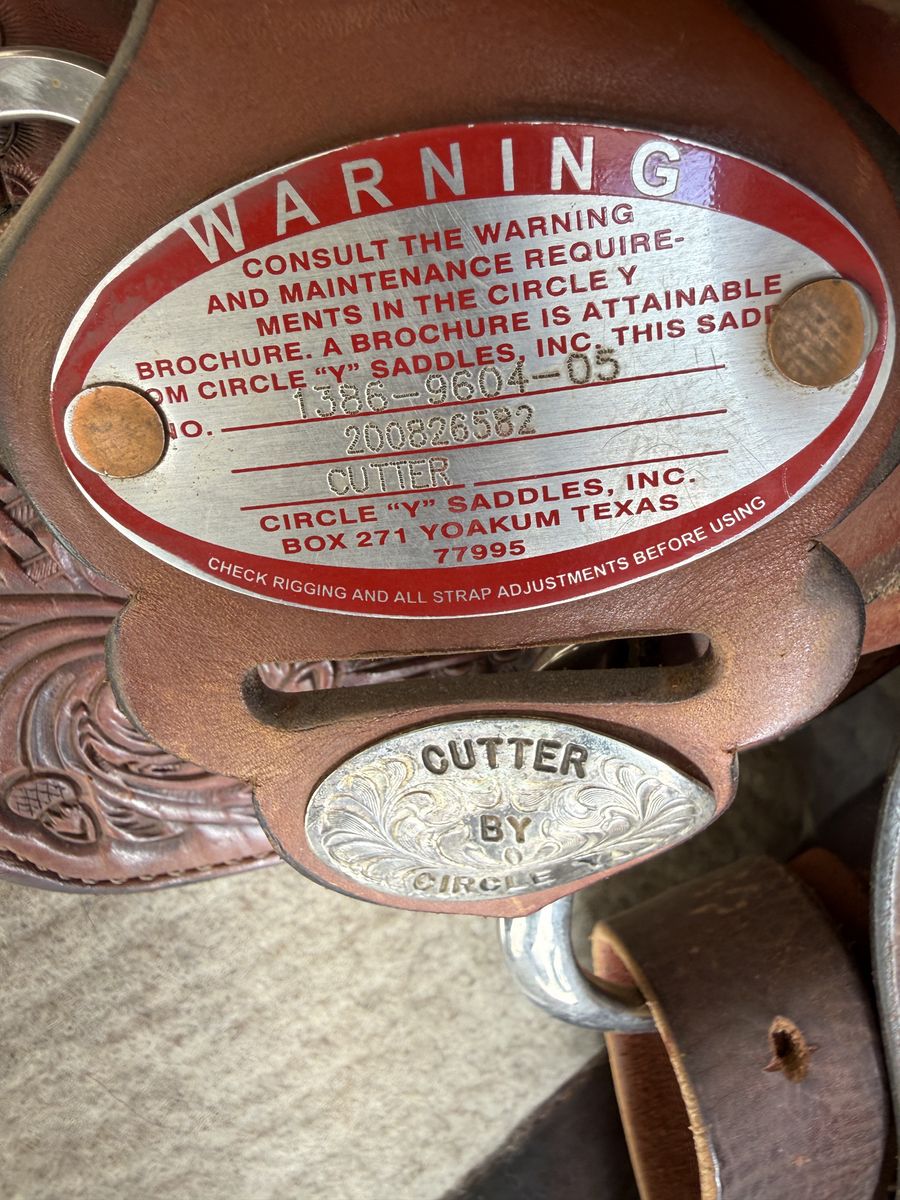 WARNING
CONSULT THE WARNING
AND MAINTENANCE REQUIRE-
MENTS IN THE CIRCLE Y
BROCHURE. A BROCHURE IS ATTAINABLE
OM CIRCLE “Y” SADDLES, INC. THIS SADD
NO. 1386-9604-05
200826582
CUTTER
CIRCLE “Y” SADDLES, INC.
BOX 271 YOAKUM TEXAS
77995
CHECK RIGGING AND ALL STRAP ADJUSTMENTS BEFORE USING
CUTTER
BY
CIRCLE Y